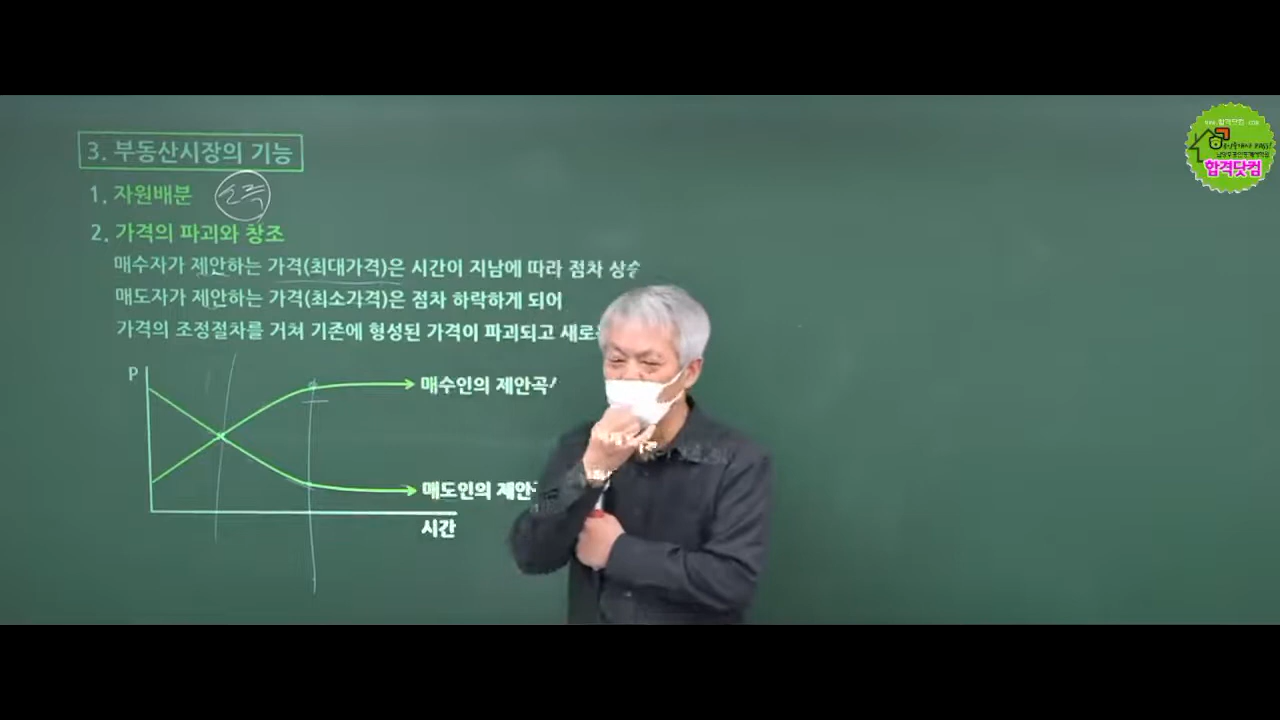 3. 부동산시장의 기능
1. 자원배분
2. 가격의 파괴와 창조
매수자가 제안하는 가격(최대가격)은 시간이 지남에 따라 점차 상승
매도자가 제안하는 가격(최소가격)은 점차 하락하게 되어
가격의 조정절차를 거쳐 기존에 형성된 가격이 파괴되고
P
매수인의 제안곡
매도인의 제안
시간
www.합격닷컴.com
합격닷컴